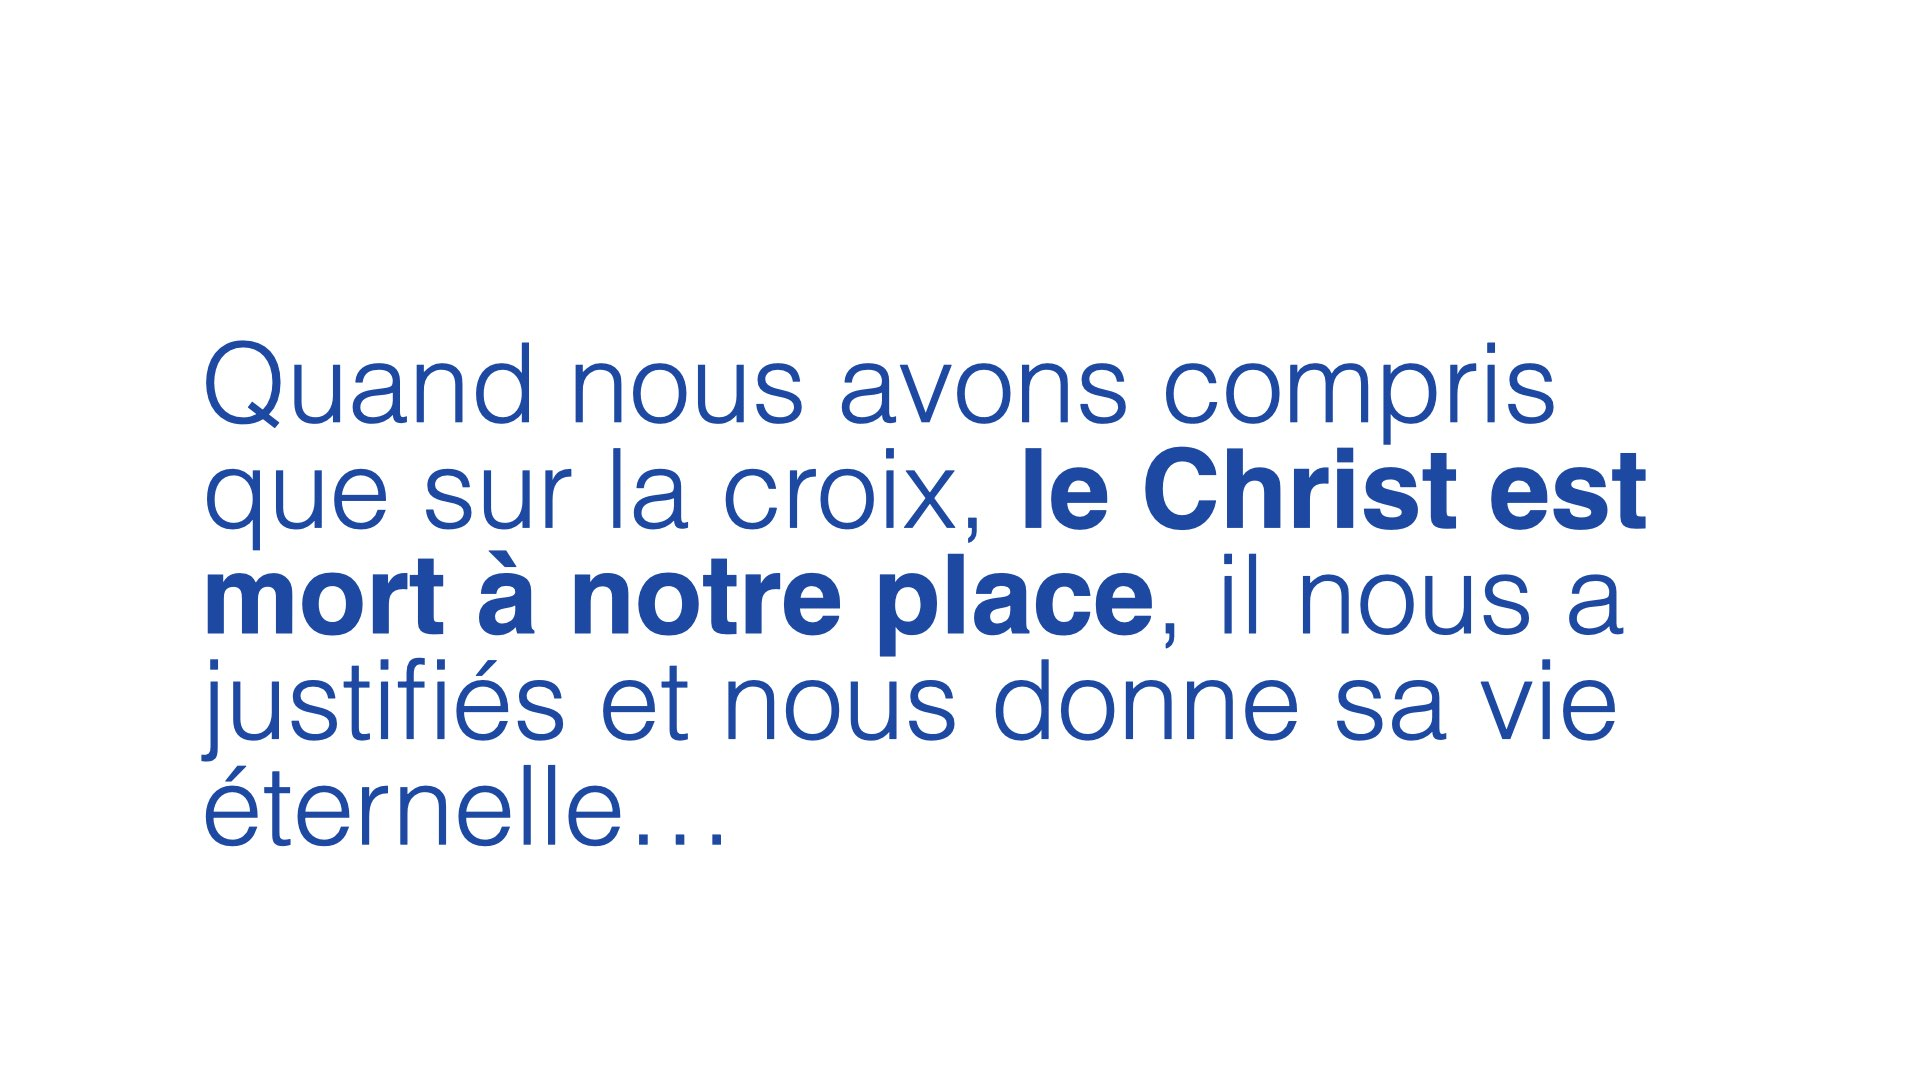 Quand nous avons compris
que sur la croix, le Christ est
mort à notre place, il nous a
justifiés et nous donne sa vie
éternelle…